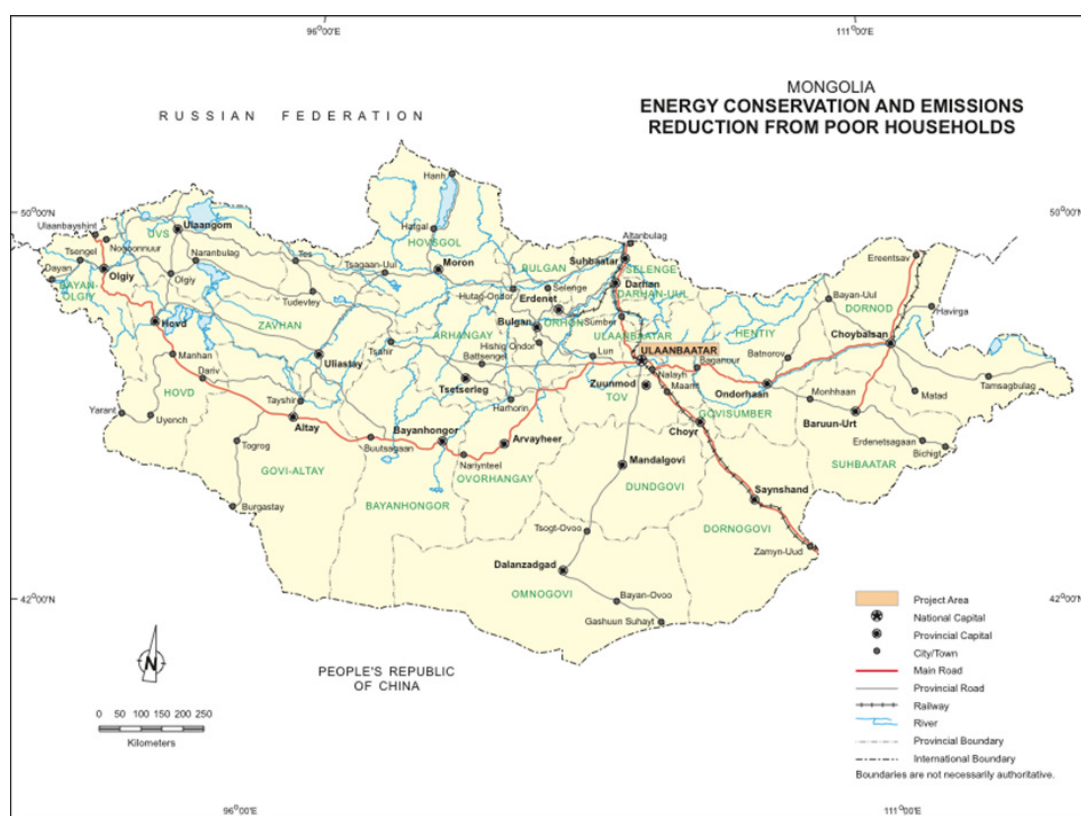 96°00'E
111°00'E
MONGOLIA
ENERGY CONSERVATION AND EMISSIONS
REDUCTION FROM POOR HOUSEHOLDS
RUSSIAN FEDERATION
50°00'N
50°00'N
Hanh
Ulaanbayshint
UVS
Ulaangom
Hatgal
HOVSGOL
Altanbulag
Nogoonnuur
Tsengel
Naranbulag
Tes
Suhbaatar
Ereentsav
Dayan
Olgiy
Olgiy
Tsagaan-Uul
Moron
BULGAN
SELENGE
BAYAN-
OLGIY
Tudevley
Hutag-Ondor
Selenge
Darhan
DARHAN-UUL
Bayan-Uul
DORNOD
Havirga
Erdenet
Hovd
ZAVHAN
ARHANGAY
Bulgan
ORHON
Sumber
ULAANBAATAR
HENTIY
Choybalsan
Manhan
Uliastay
Tsahir
Hishig Ondor
Battsengel
Lun
ULAANBAATAR
Baganuur
Batnorov
Dariv
Tsetserleg
Zuunmod
Nalayh
Maant
Ondorhaan
Tamsagbulag
HOVD
Tayshir
Harhorin
TOV
GOVISUMBER
Monhhaan
Matad
Yarant
Uyench
Altay
Bayanhongor
Arvayheer
Choyr
Baruun-Urt
Togrog
Buutsagaan
Nariynteel
Erdenetsagaan
Bichigt
GOVI-ALTAY
OVORHANGAY
Mandalgovi
SUHBAATAR
BAYANHONGOR
DUNDGOVI
Saynshand
Burgastay
Tsogt-Ovoo
DORNOGOVI
Zamyn-Uud
Dalanzadgad
OMNOGOVI
Bayan-Ovoo
Gashuun Suhayt
42°00'N
42°00'N
PEOPLE'S REPUBLIC
OF CHINA
N
0 50 100 150 200 250
Kilometers
Project Area
National Capital
Provincial Capital
City/Town
Main Road
Provincial Road
Railway
River
Provincial Boundary
International Boundary
Boundaries are not necessarily authoritative.
96°00'E
111°00'E